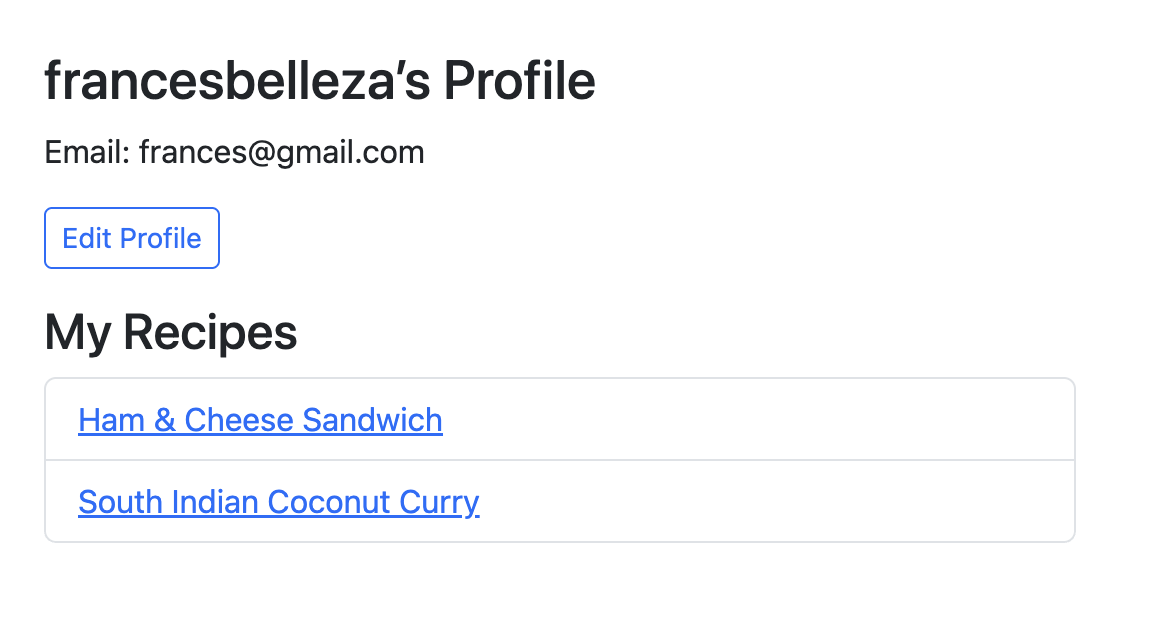 francesbelleza’s Profile
Email: frances@gmail.com
Edit Profile
My Recipes
Ham & Cheese Sandwich
South Indian Coconut Curry